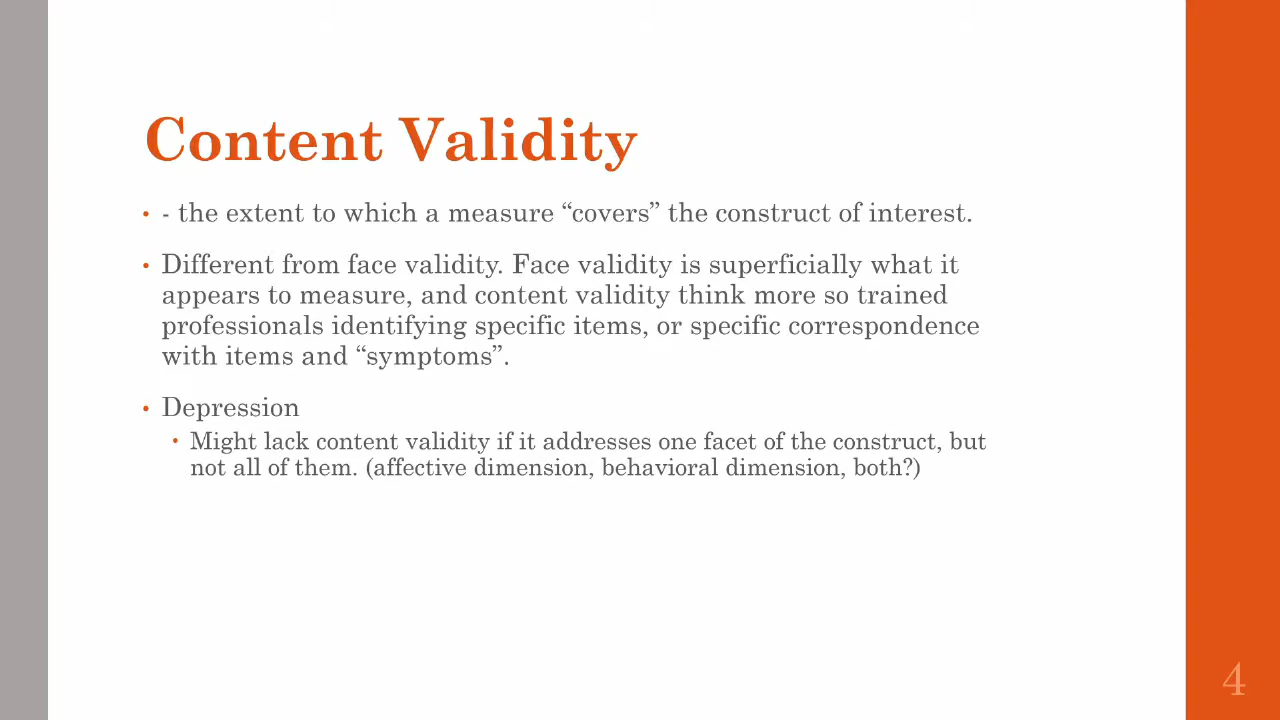 Content Validity
• - the extent to which a measure “covers” the construct of interest.
• Different from face validity. Face validity is superficially what it
appears to measure, and content validity think more so trained
professionals identifying specific items, or specific correspondence
with items and “symptoms”.
• Depression
• Might lack content validity if it addresses one facet of the construct, but
not all of them. (affective dimension, behavioral dimension, both?)
4